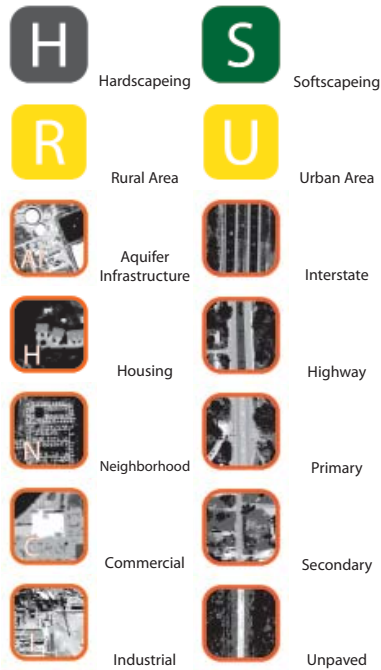 H
Hardscapeing
S
Softscapeing
R
Rural Area
U
Urban Area
AI
Aquifer
Infrastructure
Interstate
H
Housing
Highway
N
Neighborhood
Primary
C
Commercial
Secondary
I
Industrial
Unpaved